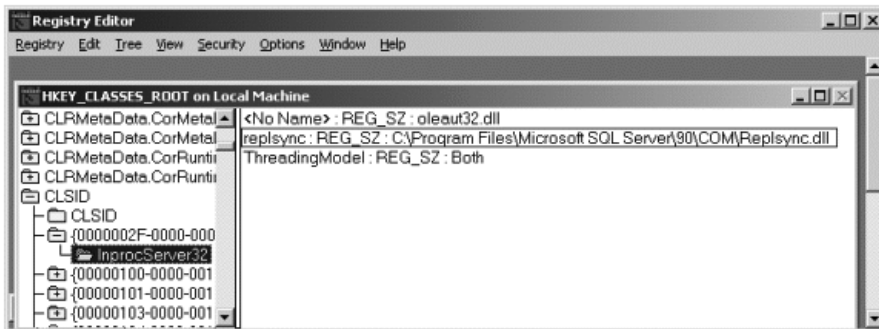 Registry Editor
Registry Edit Tree View Security Options Window Help
HKEY_CLASSES_ROOT on Local Machine
CLRMetaData.CorMetal
CLRMetaData.CorMetal
CLRMetaData.CorRuntin
CLRMetaData.CorRuntin
CLSID
CLSID
{0000002F-0000-000
InprocServer32
{00000100-0000-001
{00000101-0000-001
{00000103-0000-001
<No Name> : REG_SZ : oleaut32.dll
replsync : REG_SZ : C:\Program Files\Microsoft SQL Server\90\COM\Replsync.dll
ThreadingModel : REG_SZ : Both